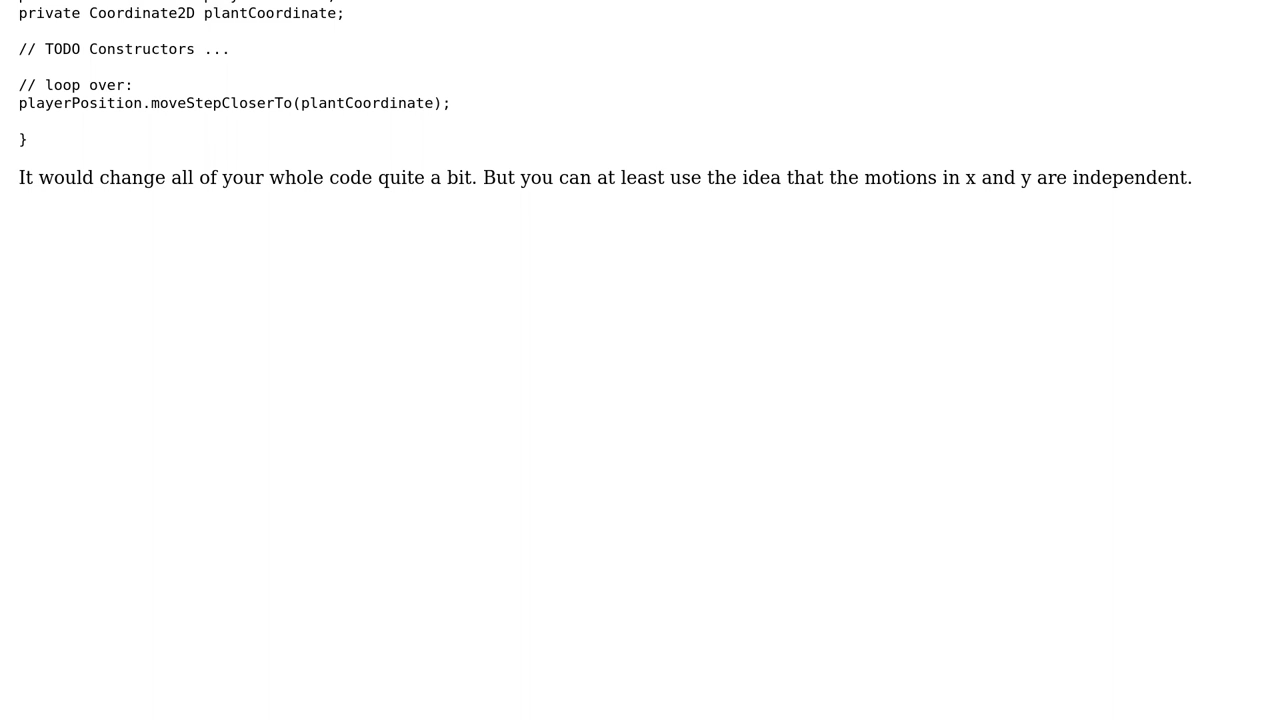 private Coordinate2D plantCoordinate;
// TODO Constructors ...
// loop over:
playerPosition.moveStepCloserTo(plantCoordinate);
}
It would change all of your whole code quite a bit. But you can at least use the idea that the motions in x and y are independent.